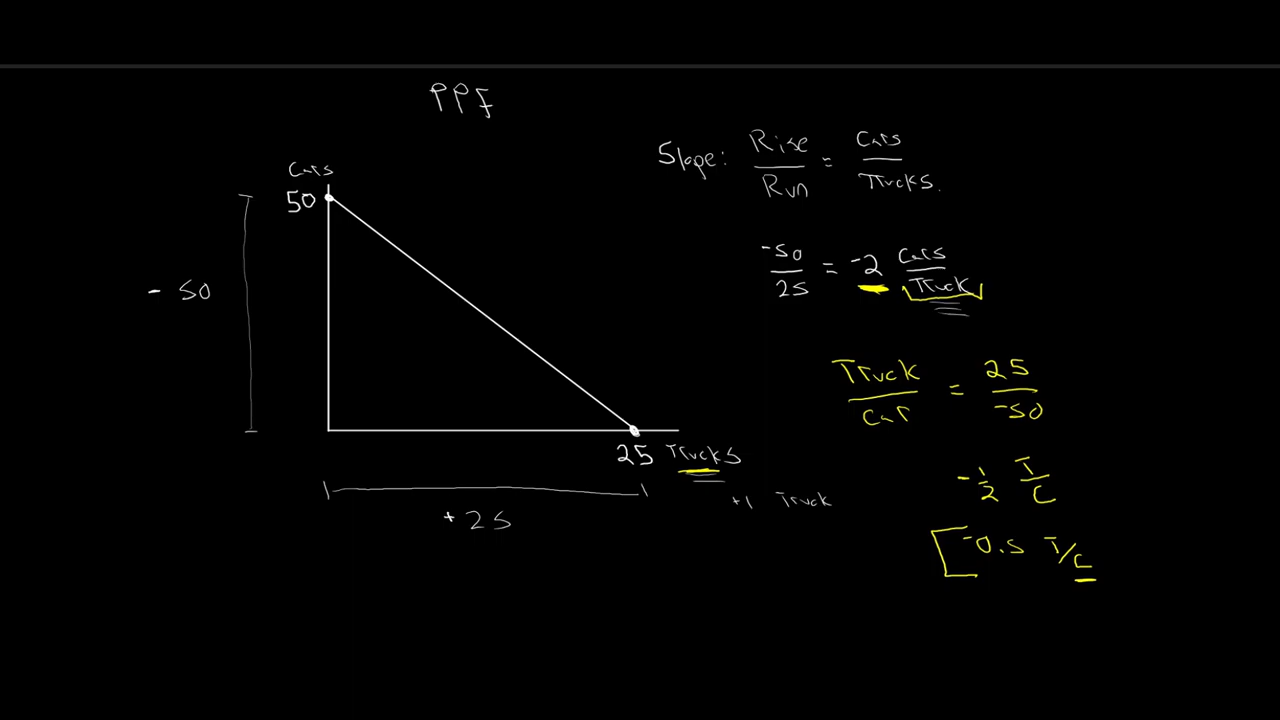 PPF
Cars
50
- 50
25 Trucks
+1 Truck
+25
Slope: Rise/Run = Cars/Trucks.
-50/25 = -2 Cars/Truck
Truck/Car = 25/-50
-1/2 T/C
-0.5 T/C